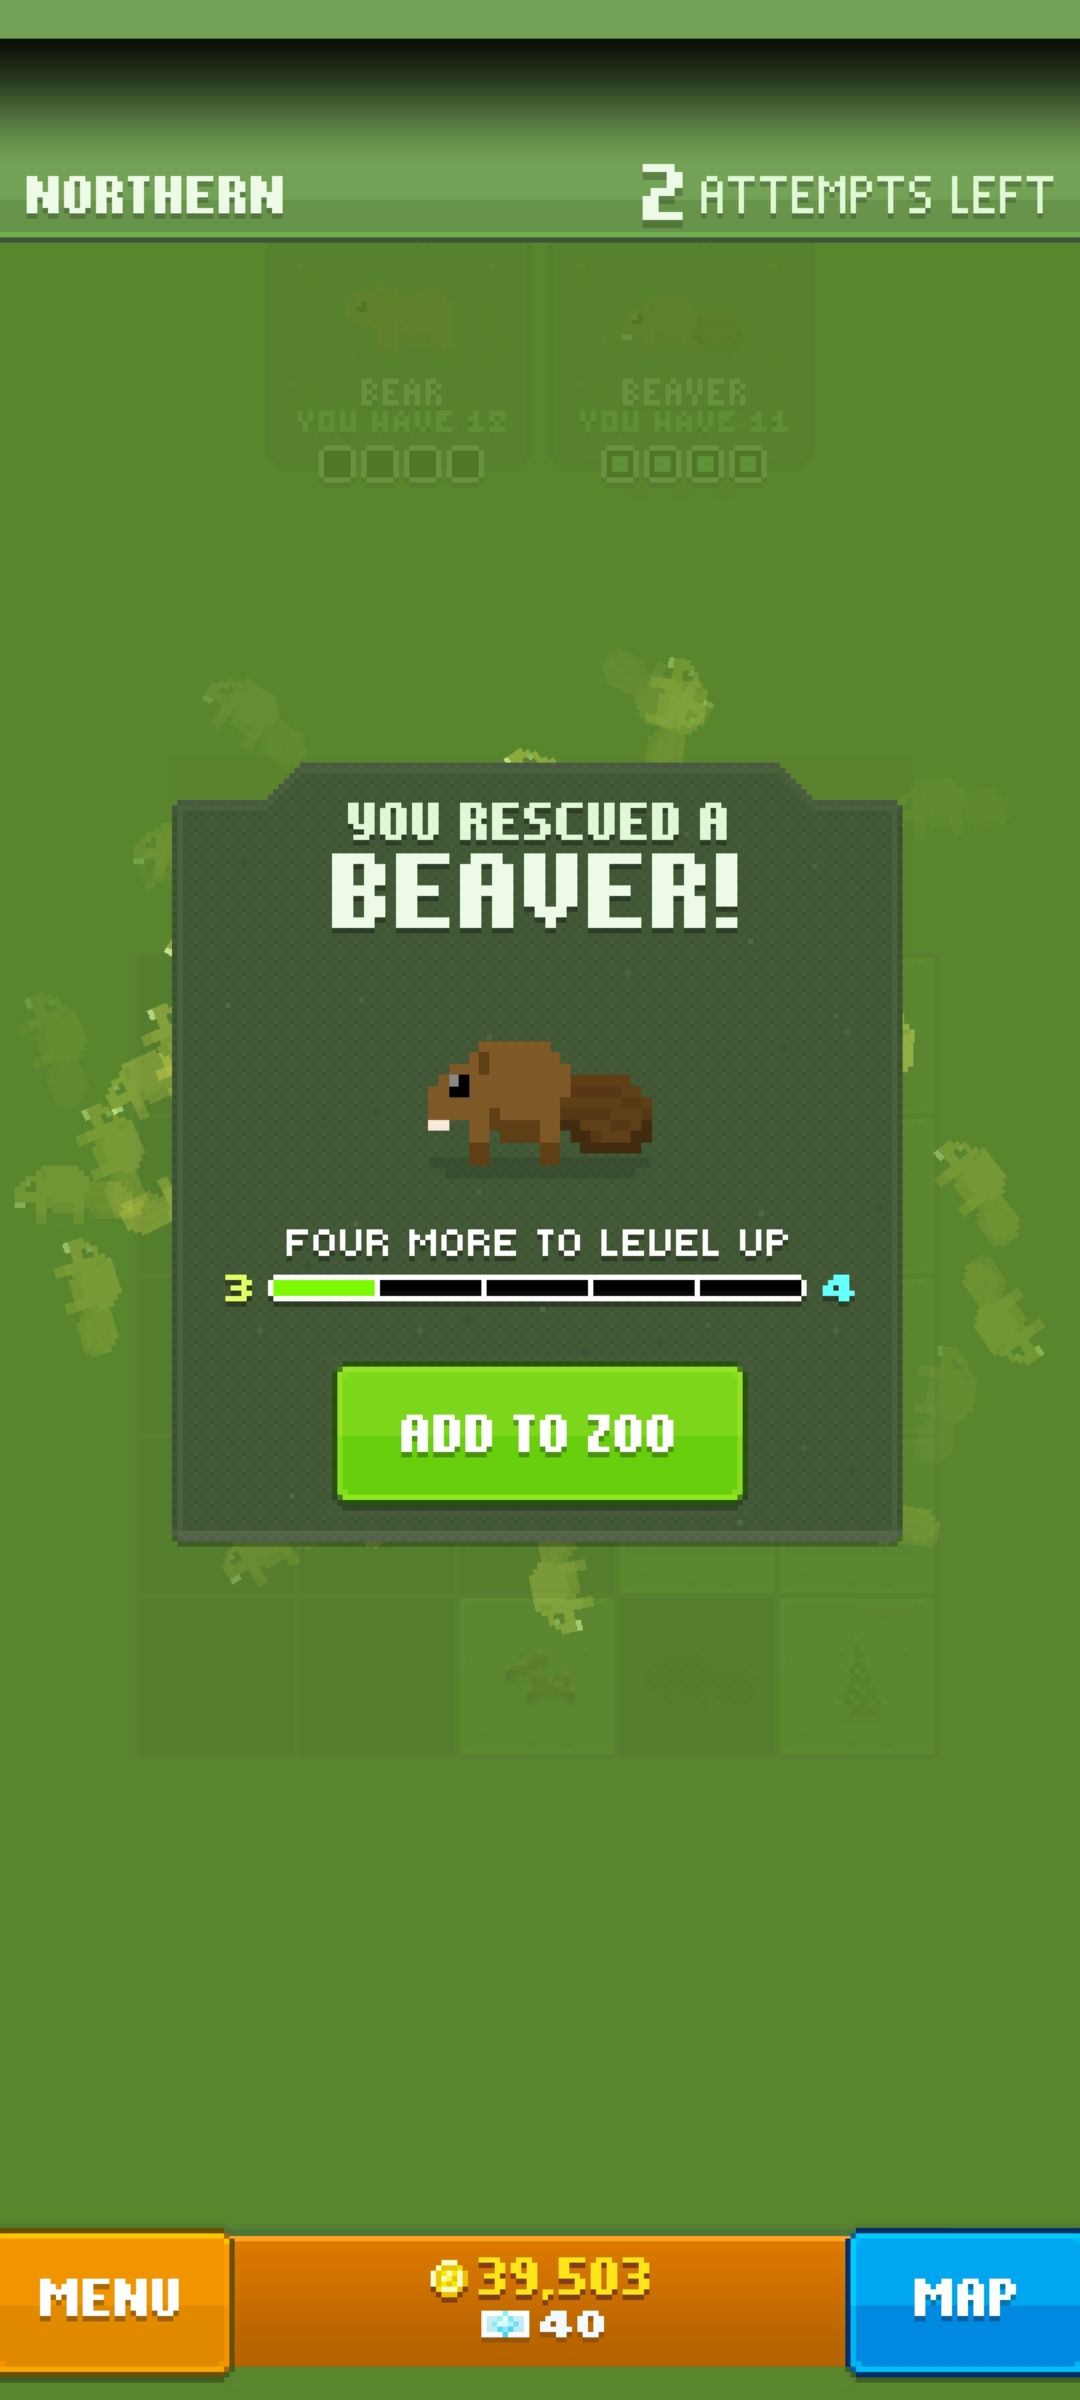 NORTHERN
2 ATTEMPTS LEFT
BEAR
YOU HAVE 12
BEAVER
YOU HAVE 11
YOU RESCUED A
BEAVER!
FOUR MORE TO LEVEL UP
3
4
ADD TO ZOO
MENU
39,503
40
MAP